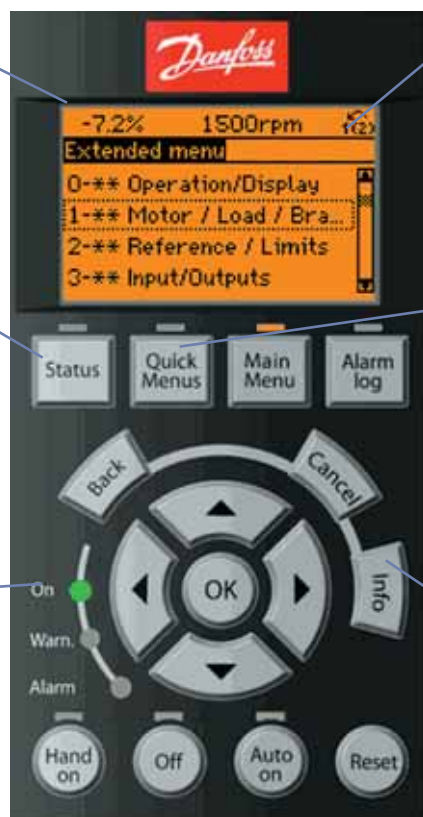 Danfoss
-7.2% 1500rpm 1(2)
Extended menu
0-** Operation/Display
1-** Motor / Load / Bra...
2-** Reference / Limits
3-** Input/Outputs
Status
Quick Menus
Main Menu
Alarm log
Back
Cancel
Info
OK
On
Warn.
Alarm
Hand on
Off
Auto on
Reset